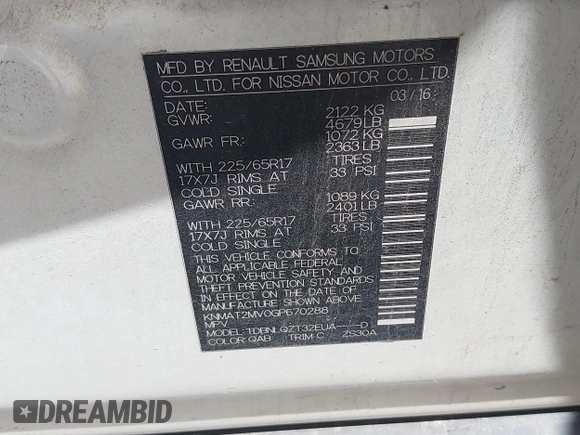 MFD BY RENAULT SAMSUNG MOTORS
CO., LTD. FOR NISSAN MOTOR CO., LTD.
DATE: 03/16
GVWR: 2122 KG
4679 LB
GAWR FR: 1072 KG
2363 LB
WITH 225/65R17 TIRES
17X7J RIMS AT 33 PSI
COLD SINGLE
GAWR RR: 1089 KG
2401 LB
WITH 225/65R17 TIRES
17X7J RIMS AT 33 PSI
COLD SINGLE
THIS VEHICLE CONFORMS TO
ALL APPLICABLE FEDERAL
MOTOR VEHICLE SAFETY AND
THEFT PREVENTION STANDARDS
IN EFFECT ON THE DATE OF
MANUFACTURE SHOWN ABOVE.
KNMAT2MV0GP670288
MPV
MODEL: TDBNLQZT32EUA-----D
COLOR: QAB TRIM: C ZS30A
DREAMBID